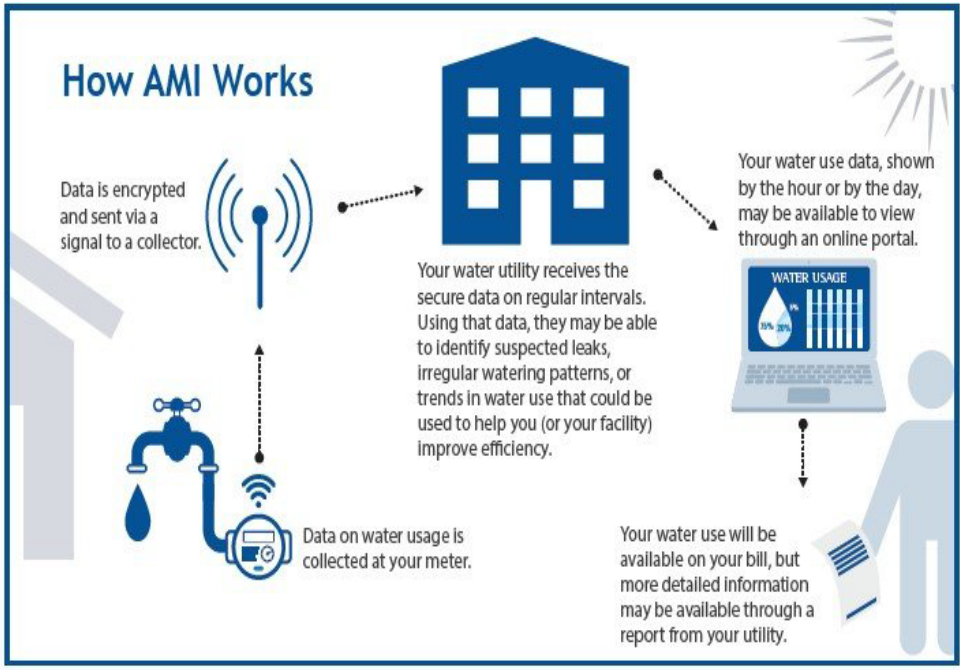 How AMI Works
Data is encrypted
and sent via a
signal to a collector.
Data on water usage is
collected at your meter.
Your water utility receives the
secure data on regular intervals.
Using that data, they may be able
to identify suspected leaks,
irregular watering patterns, or
trends in water use that could be
used to help you (or your facility)
improve efficiency.
Your water use data, shown
by the hour or by the day,
may be available to view
through an online portal.
WATER USAGE
20%
Your water use will be
available on your bill, but
more detailed information
may be available through a
report from your utility.